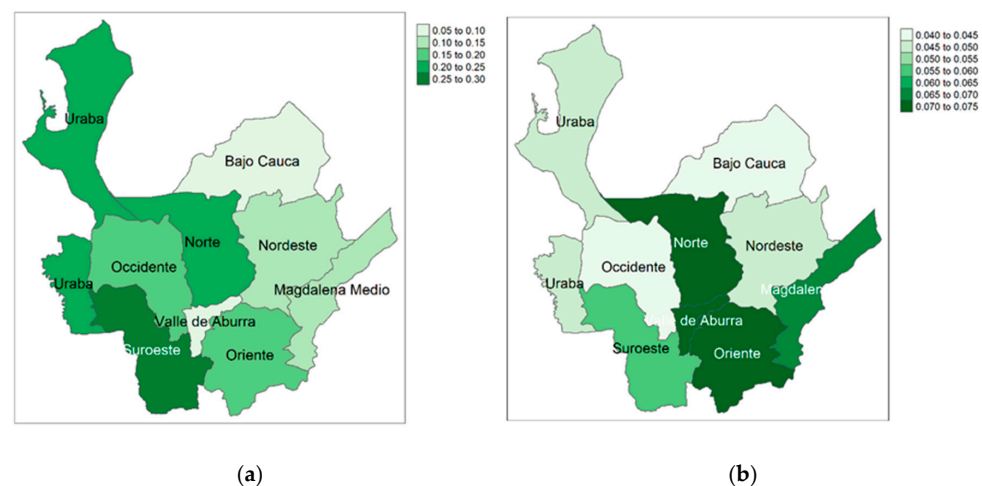 0.05 to 0.10
0.10 to 0.15
0.15 to 0.20
0.20 to 0.25
0.25 to 0.30
Uraba
Bajo Cauca
Norte
Nordeste
Occidente
Uraba
Magdalena Medio
Valle de Aburra
Suroeste
Oriente
(a)
0.040 to 0.045
0.045 to 0.050
0.050 to 0.055
0.055 to 0.060
0.060 to 0.065
0.065 to 0.070
0.070 to 0.075
Uraba
Bajo Cauca
Norte
Nordeste
Occidente
Uraba
Magdalen
Valle de Aburra
Suroeste
Oriente
(b)